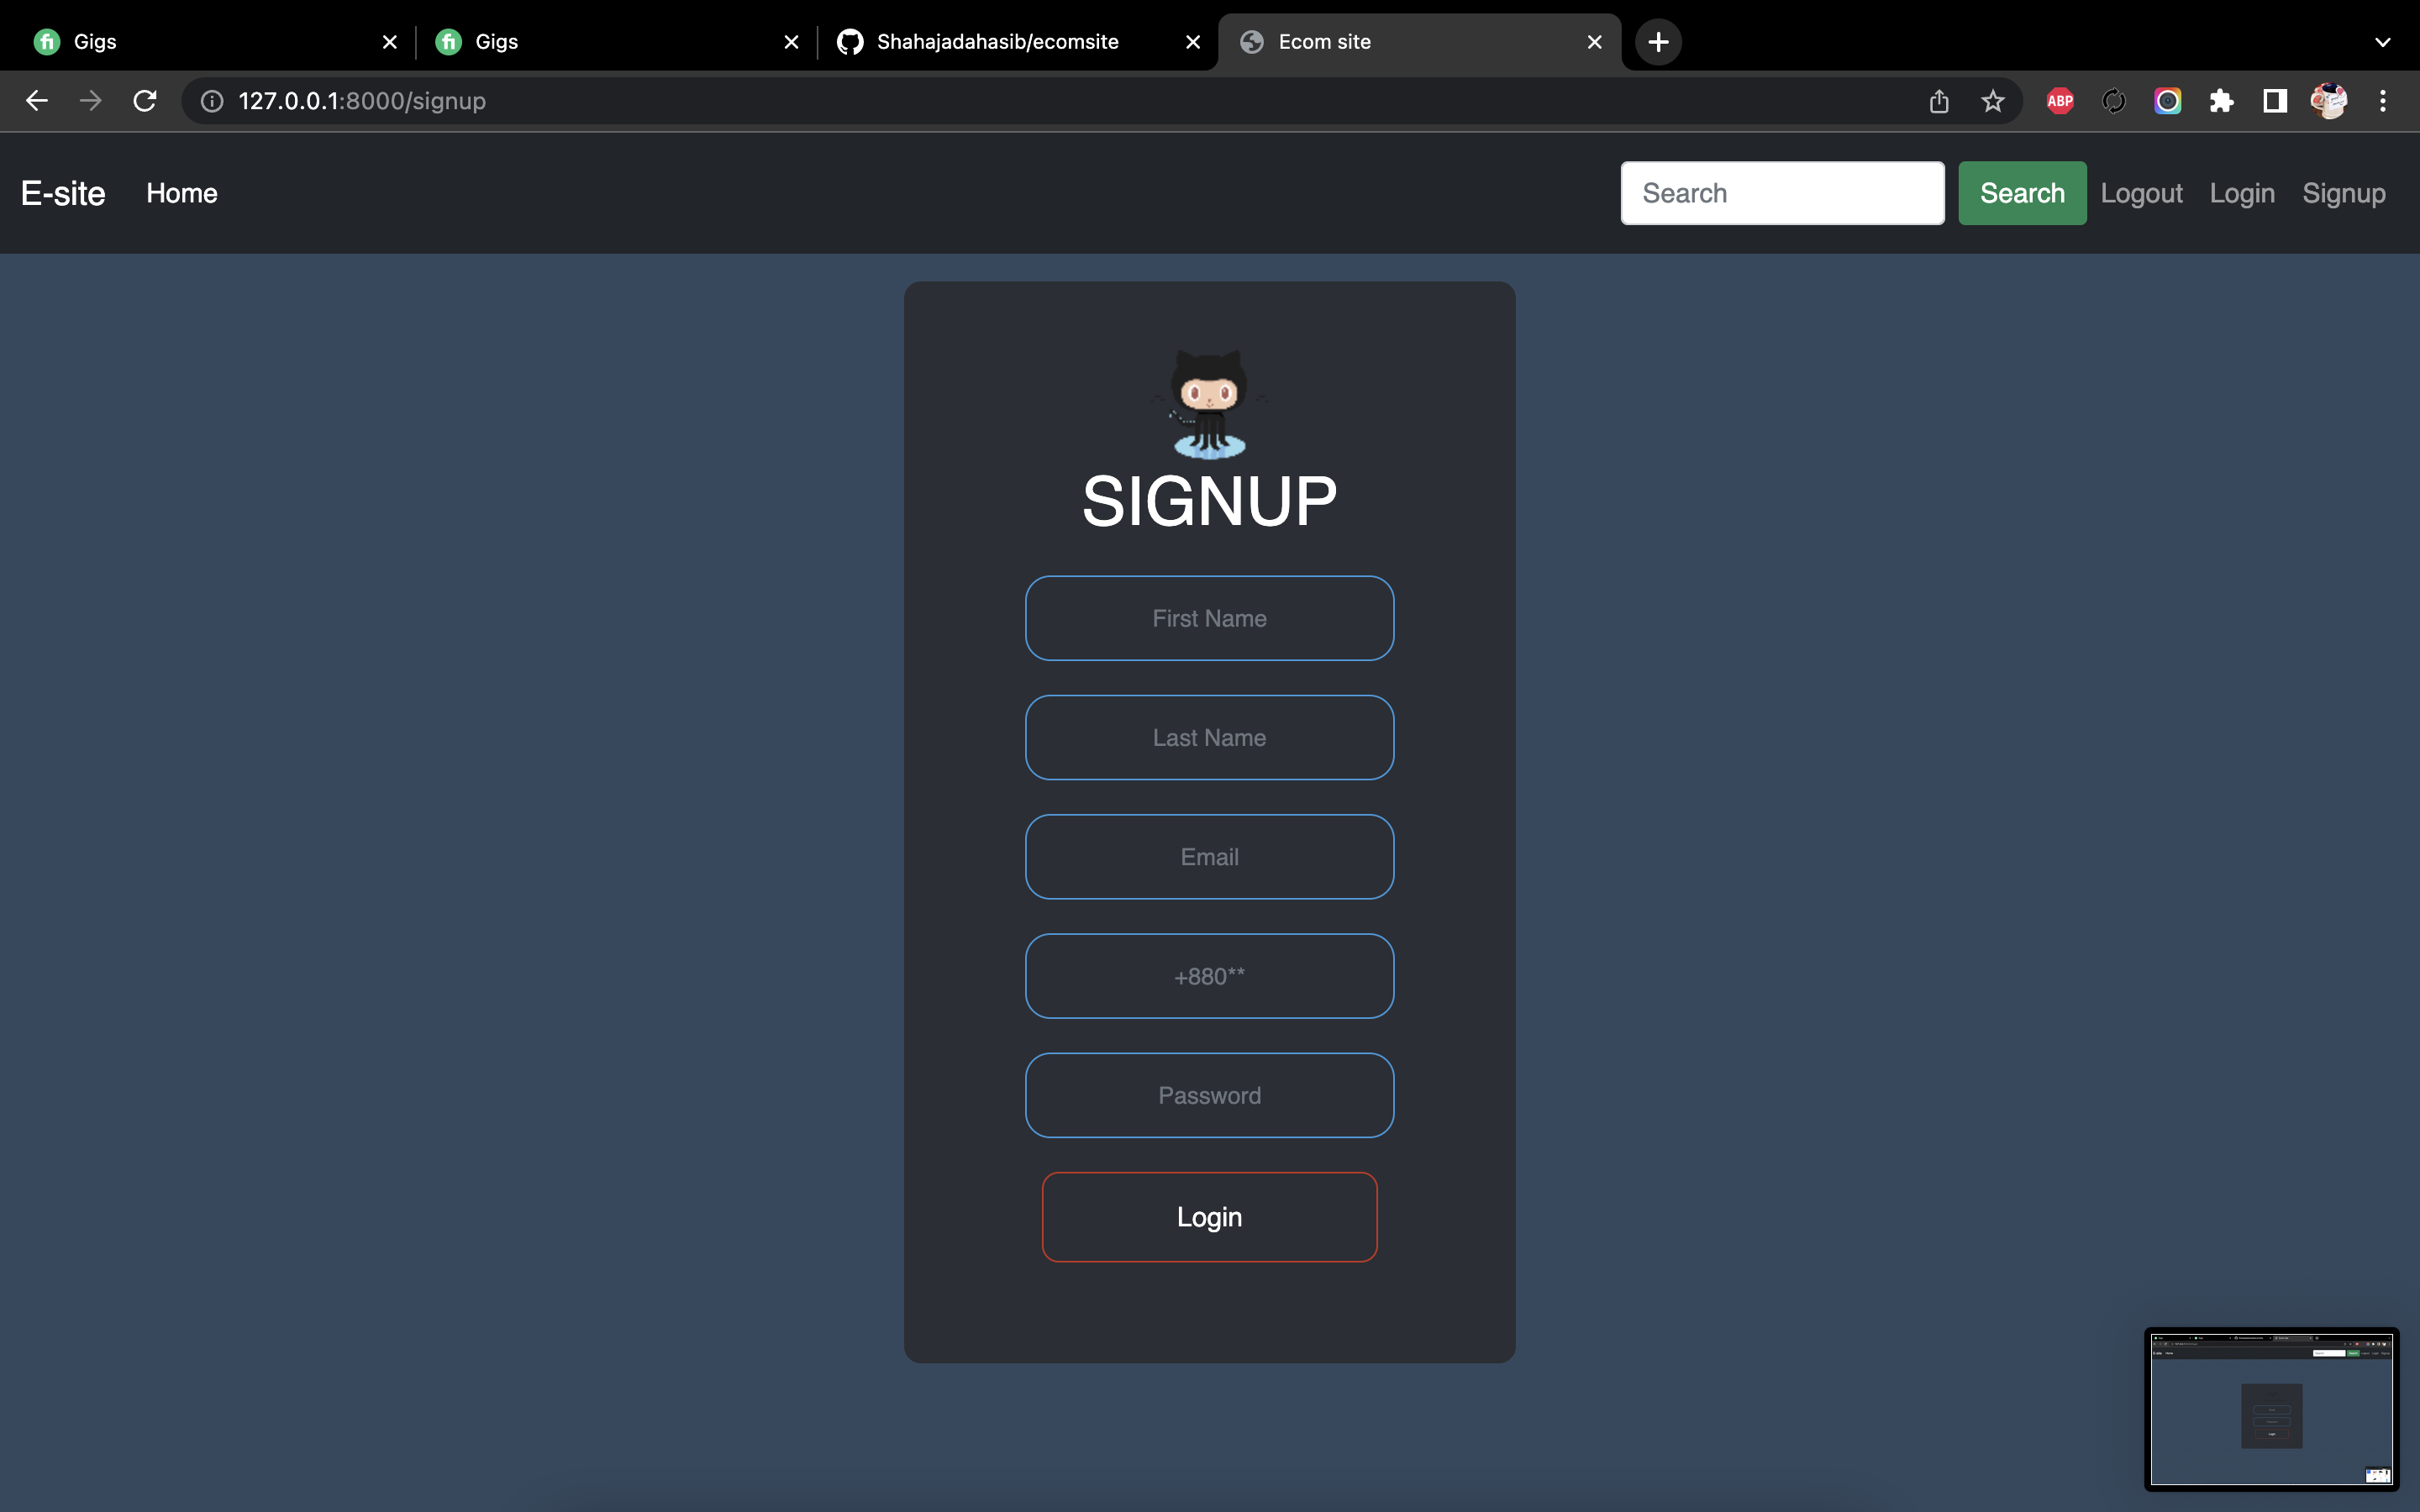 Gigs
Gigs
Shahajadahasib/ecomsite
Ecom site
127.0.0.1:8000/signup
ABP
E-site Home
Search Search Logout Login Signup
SIGNUP
First Name
Last Name
Email
+880**
Password
Login